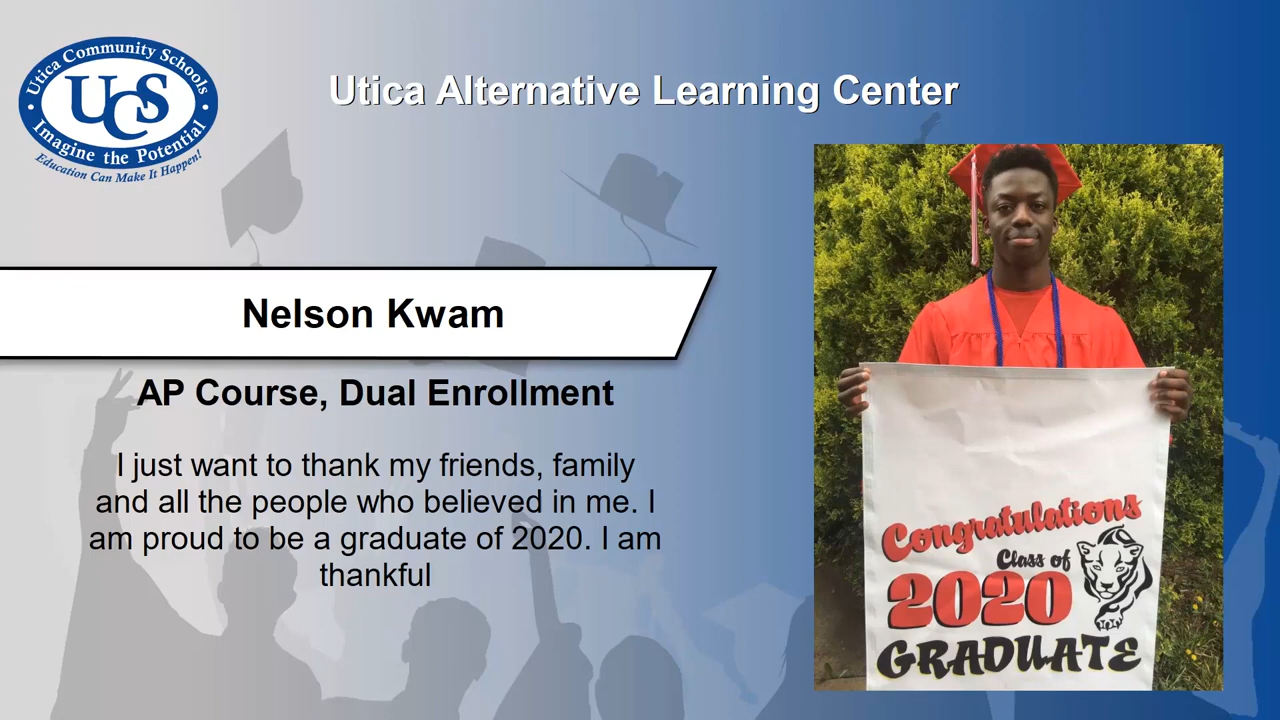 Utica Community Schools
UCS
Imagine the Potential
Education Can Make It Happen!
Utica Alternative Learning Center
Nelson Kwam
AP Course, Dual Enrollment
I just want to thank my friends, family
and all the people who believed in me. I
am proud to be a graduate of 2020. I am
thankful
Congratulations
Class of
2020
GRADUATE